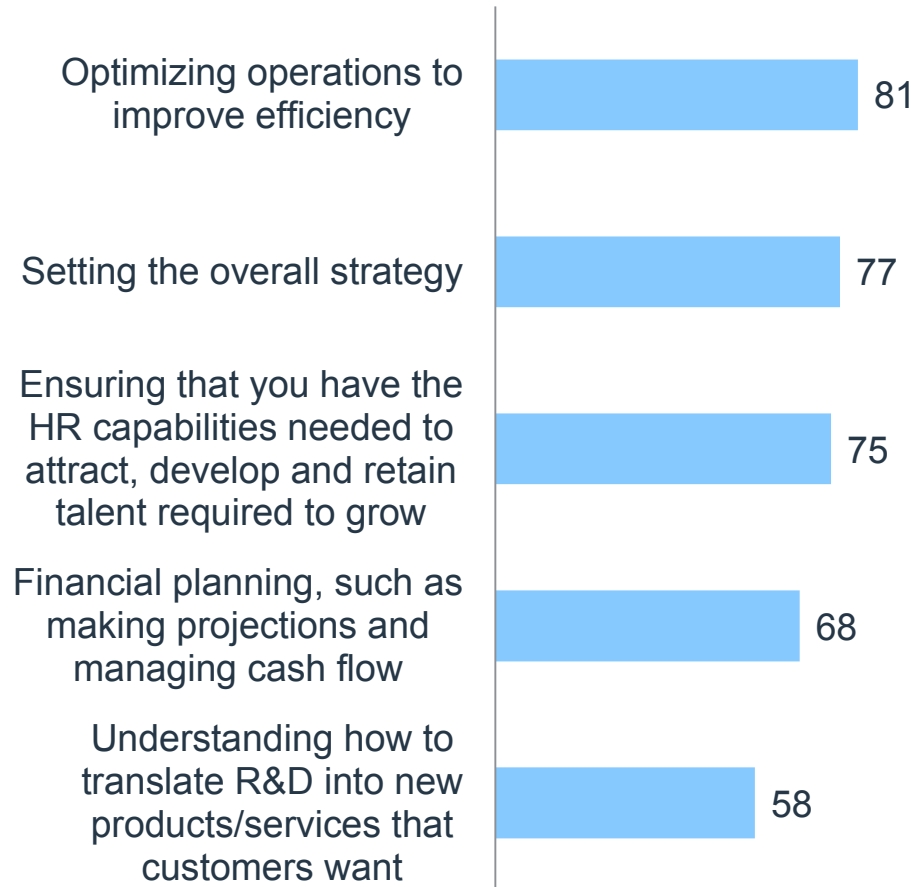 Optimizing operations to
improve efficiency
81
Setting the overall strategy
77
Ensuring that you have the
HR capabilities needed to
attract, develop and retain
talent required to grow
75
Financial planning, such as
making projections and
managing cash flow
68
Understanding how to
translate R&D into new
products/services that
customers want
58